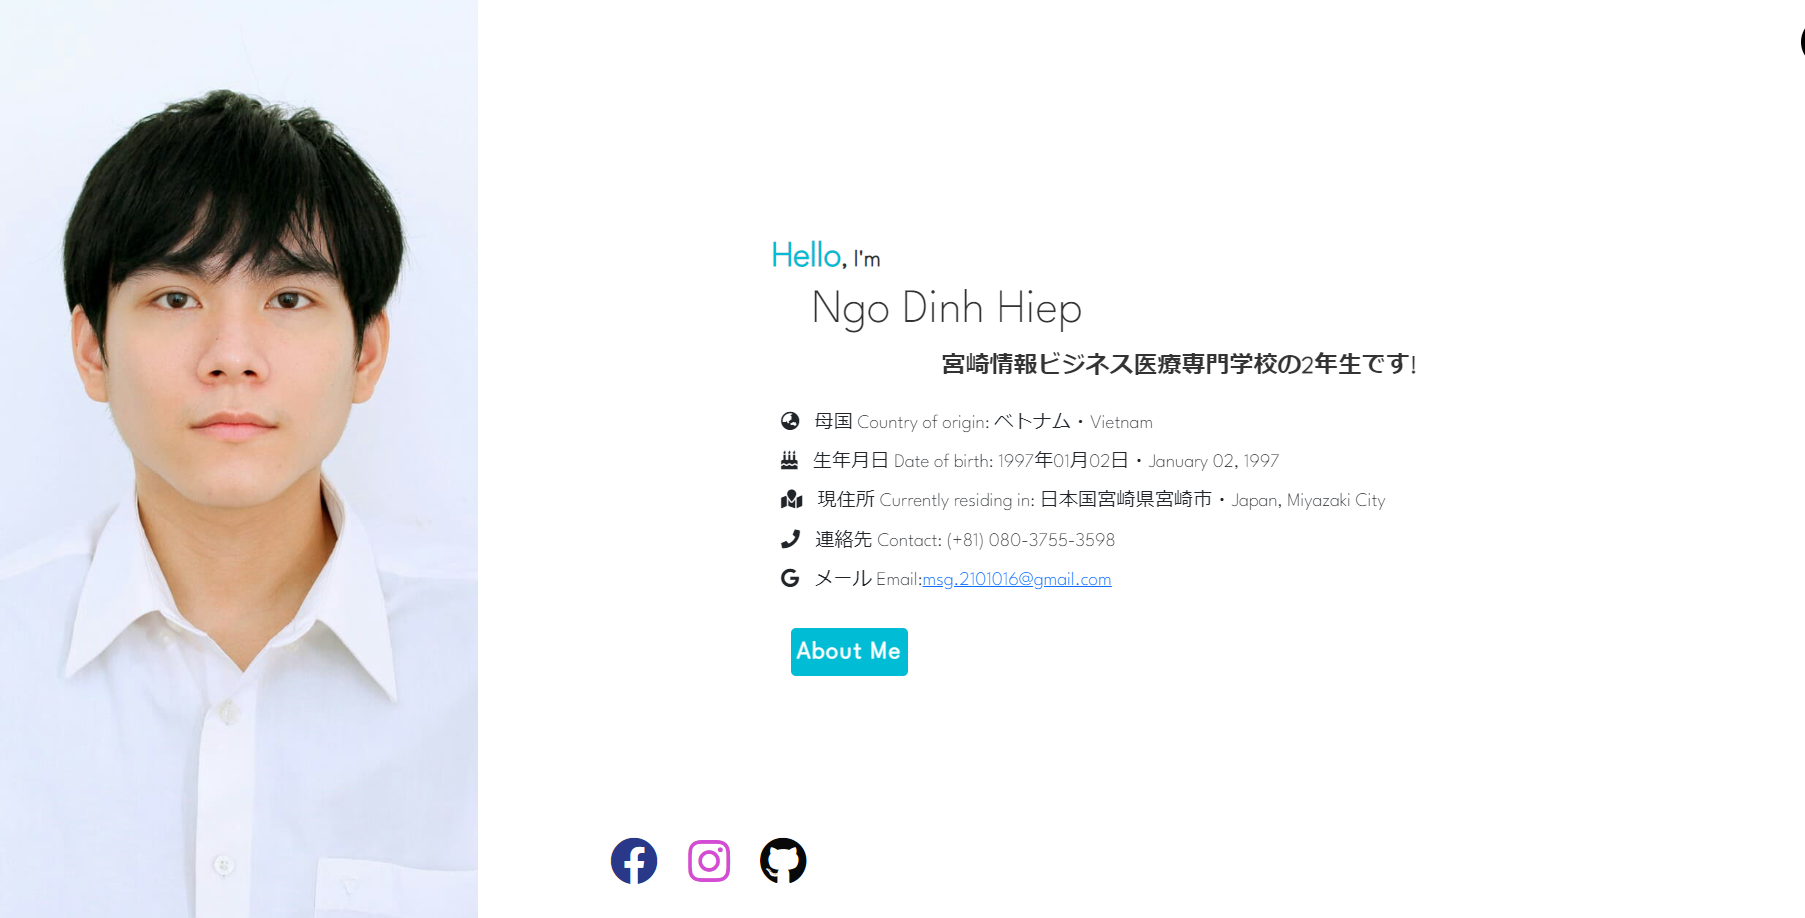 Hello, I'm
Ngo Dinh Hiep
宮崎情報ビジネス医療専門学校の2年生です!
母国 Country of origin: ベトナム・Vietnam
生年月日 Date of birth: 1997年01月02日・January 02, 1997
現住所 Currently residing in: 日本国宮崎県宮崎市・Japan, Miyazaki City
連絡先 Contact: (+81) 080-3755-3598
メール Email:msg.2101016@gmail.com
About Me